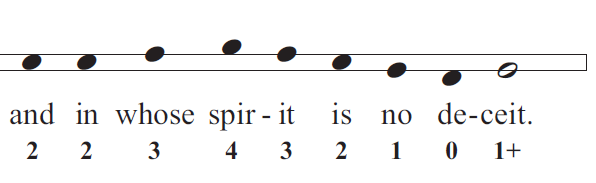 and in whose spir - it is no de-ceit.
2 2 3 4 3 2 1 0 1+